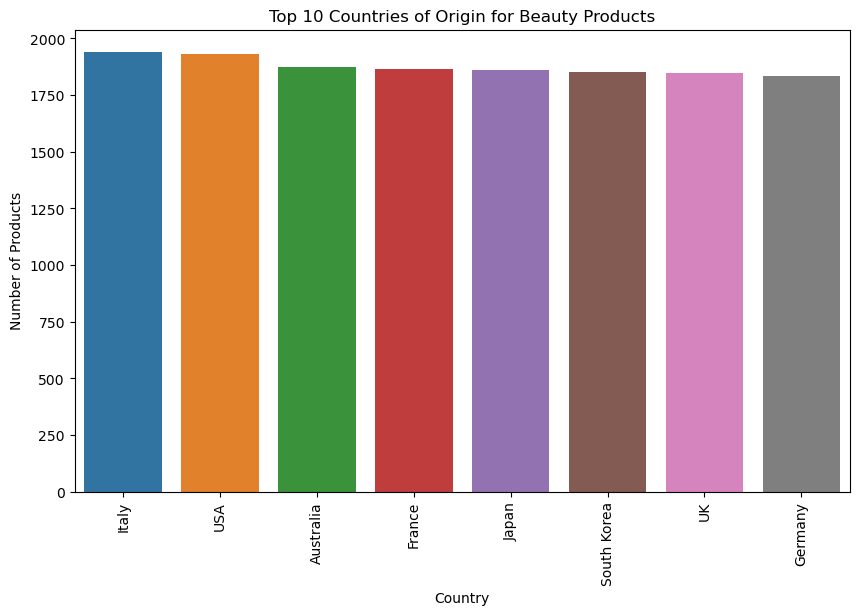 Top 10 Countries of Origin for Beauty Products
2000
1750
1500
1250
1000
750
500
250
0
Number of Products
Italy
USA
Australia
France
Japan
South Korea
UK
Germany
Country